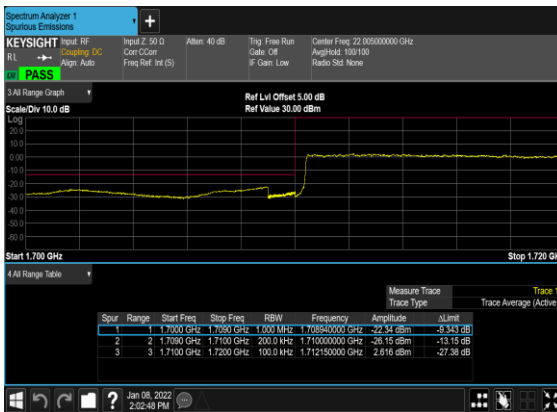 Spectrum Analyzer 1
Spurious Emissions
KEYSIGHT Input: RF Input Z: 50 Ω Atten: 40 dB Trig: Free Run Center Freq: 22.005000000 GHz
RL Coupling: DC Corr CCorr Gate: Off Avg|Hold: 100/100
Align: Auto Freq Ref: Int (S) IF Gain: Low Radio Std: None
PASS
3 All Range Graph
Ref Lvl Offset 5.00 dB
Scale/Div 10.0 dB Ref Value 30.00 dBm
Log
20.0
10.0
0.00
-10.0
-20.0
-30.0
-40.0
-50.0
-60.0
Start 1.700 GHz Stop 1.720 GH
4 All Range Table
Measure Trace Trace 1
Trace Type Trace Average (Active
Spur Range Start Freq Stop Freq RBW Frequency Amplitude ΔLimit
1 1 1.7000 GHz 1.7090 GHz 1.000 MHz 1.708940000 GHz -22.34 dBm -9.343 dB
2 2 1.7090 GHz 1.7100 GHz 200.0 kHz 1.710000000 GHz -26.15 dBm -13.15 dB
3 3 1.7100 GHz 1.7200 GHz 100.0 kHz 1.712150000 GHz 2.616 dBm -27.38 dB
? Jan 08, 2022
2:02:48 PM